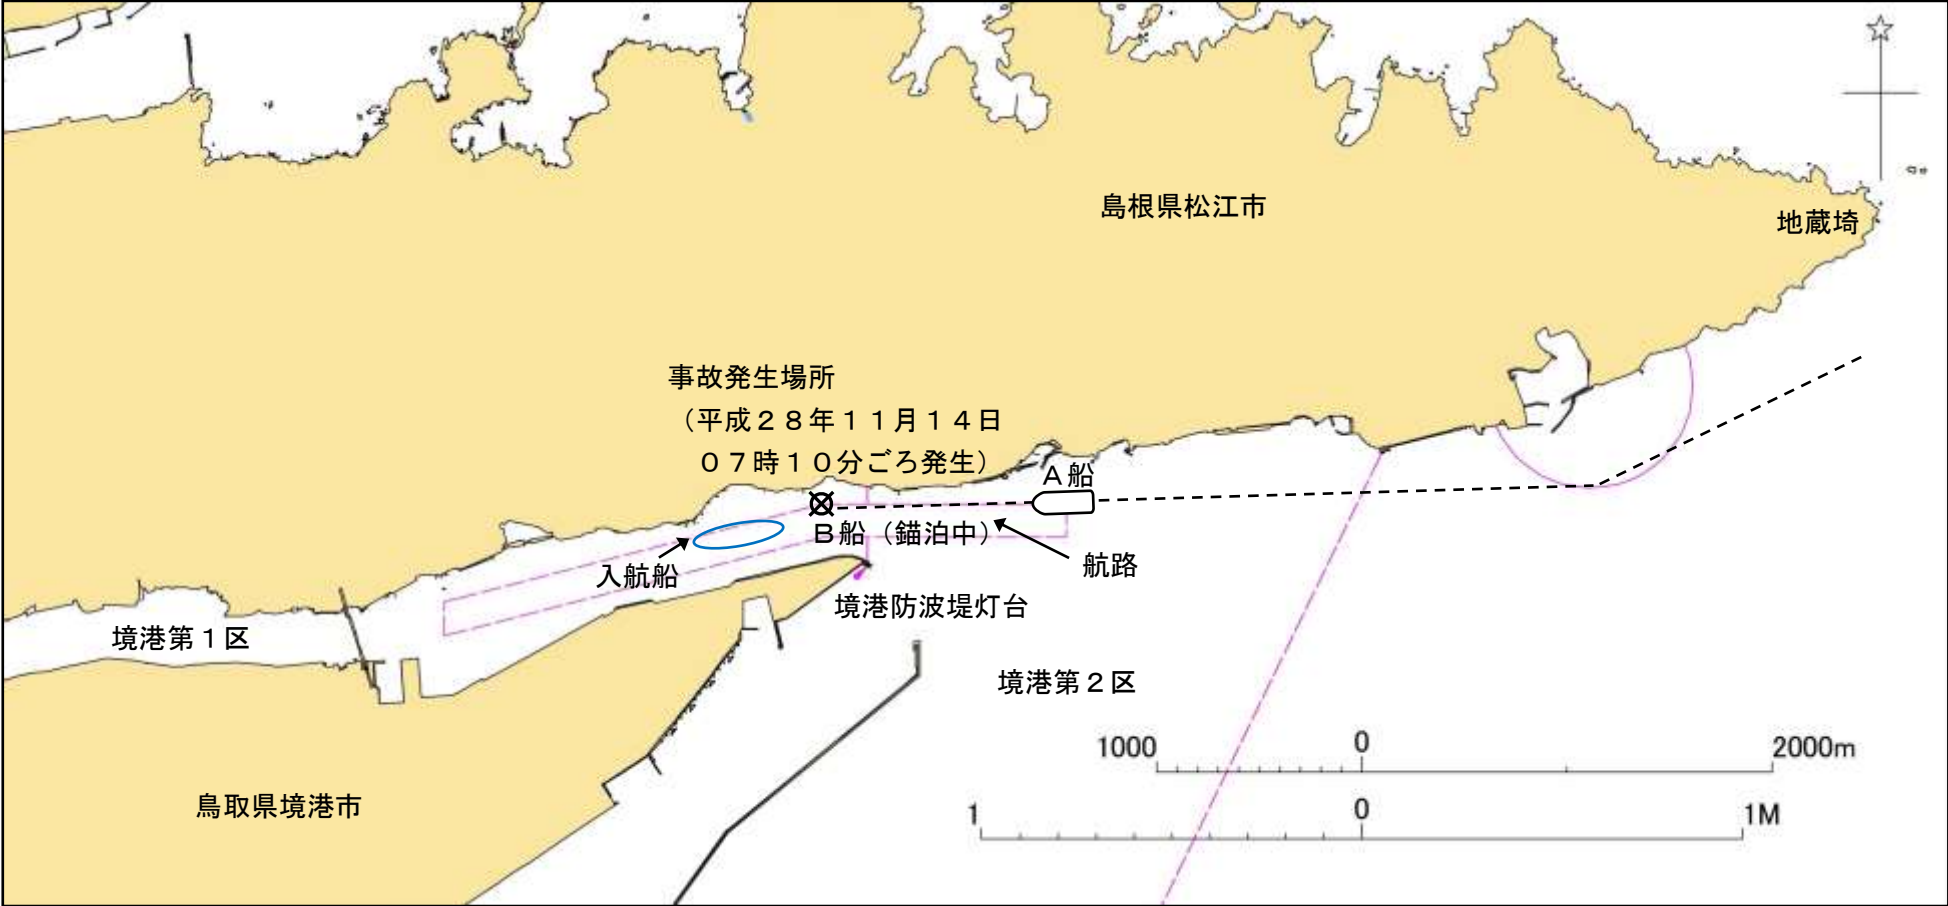 島根県松江市
地蔵埼
事故発生場所
（平成２８年１１月１４日
０７時１０分ごろ発生）
Ａ船
Ｂ船（錨泊中）
航路
入航船
境港防波堤灯台
境港第１区
境港第２区
鳥取県境港市
1000 0 2000m
1 0 1M